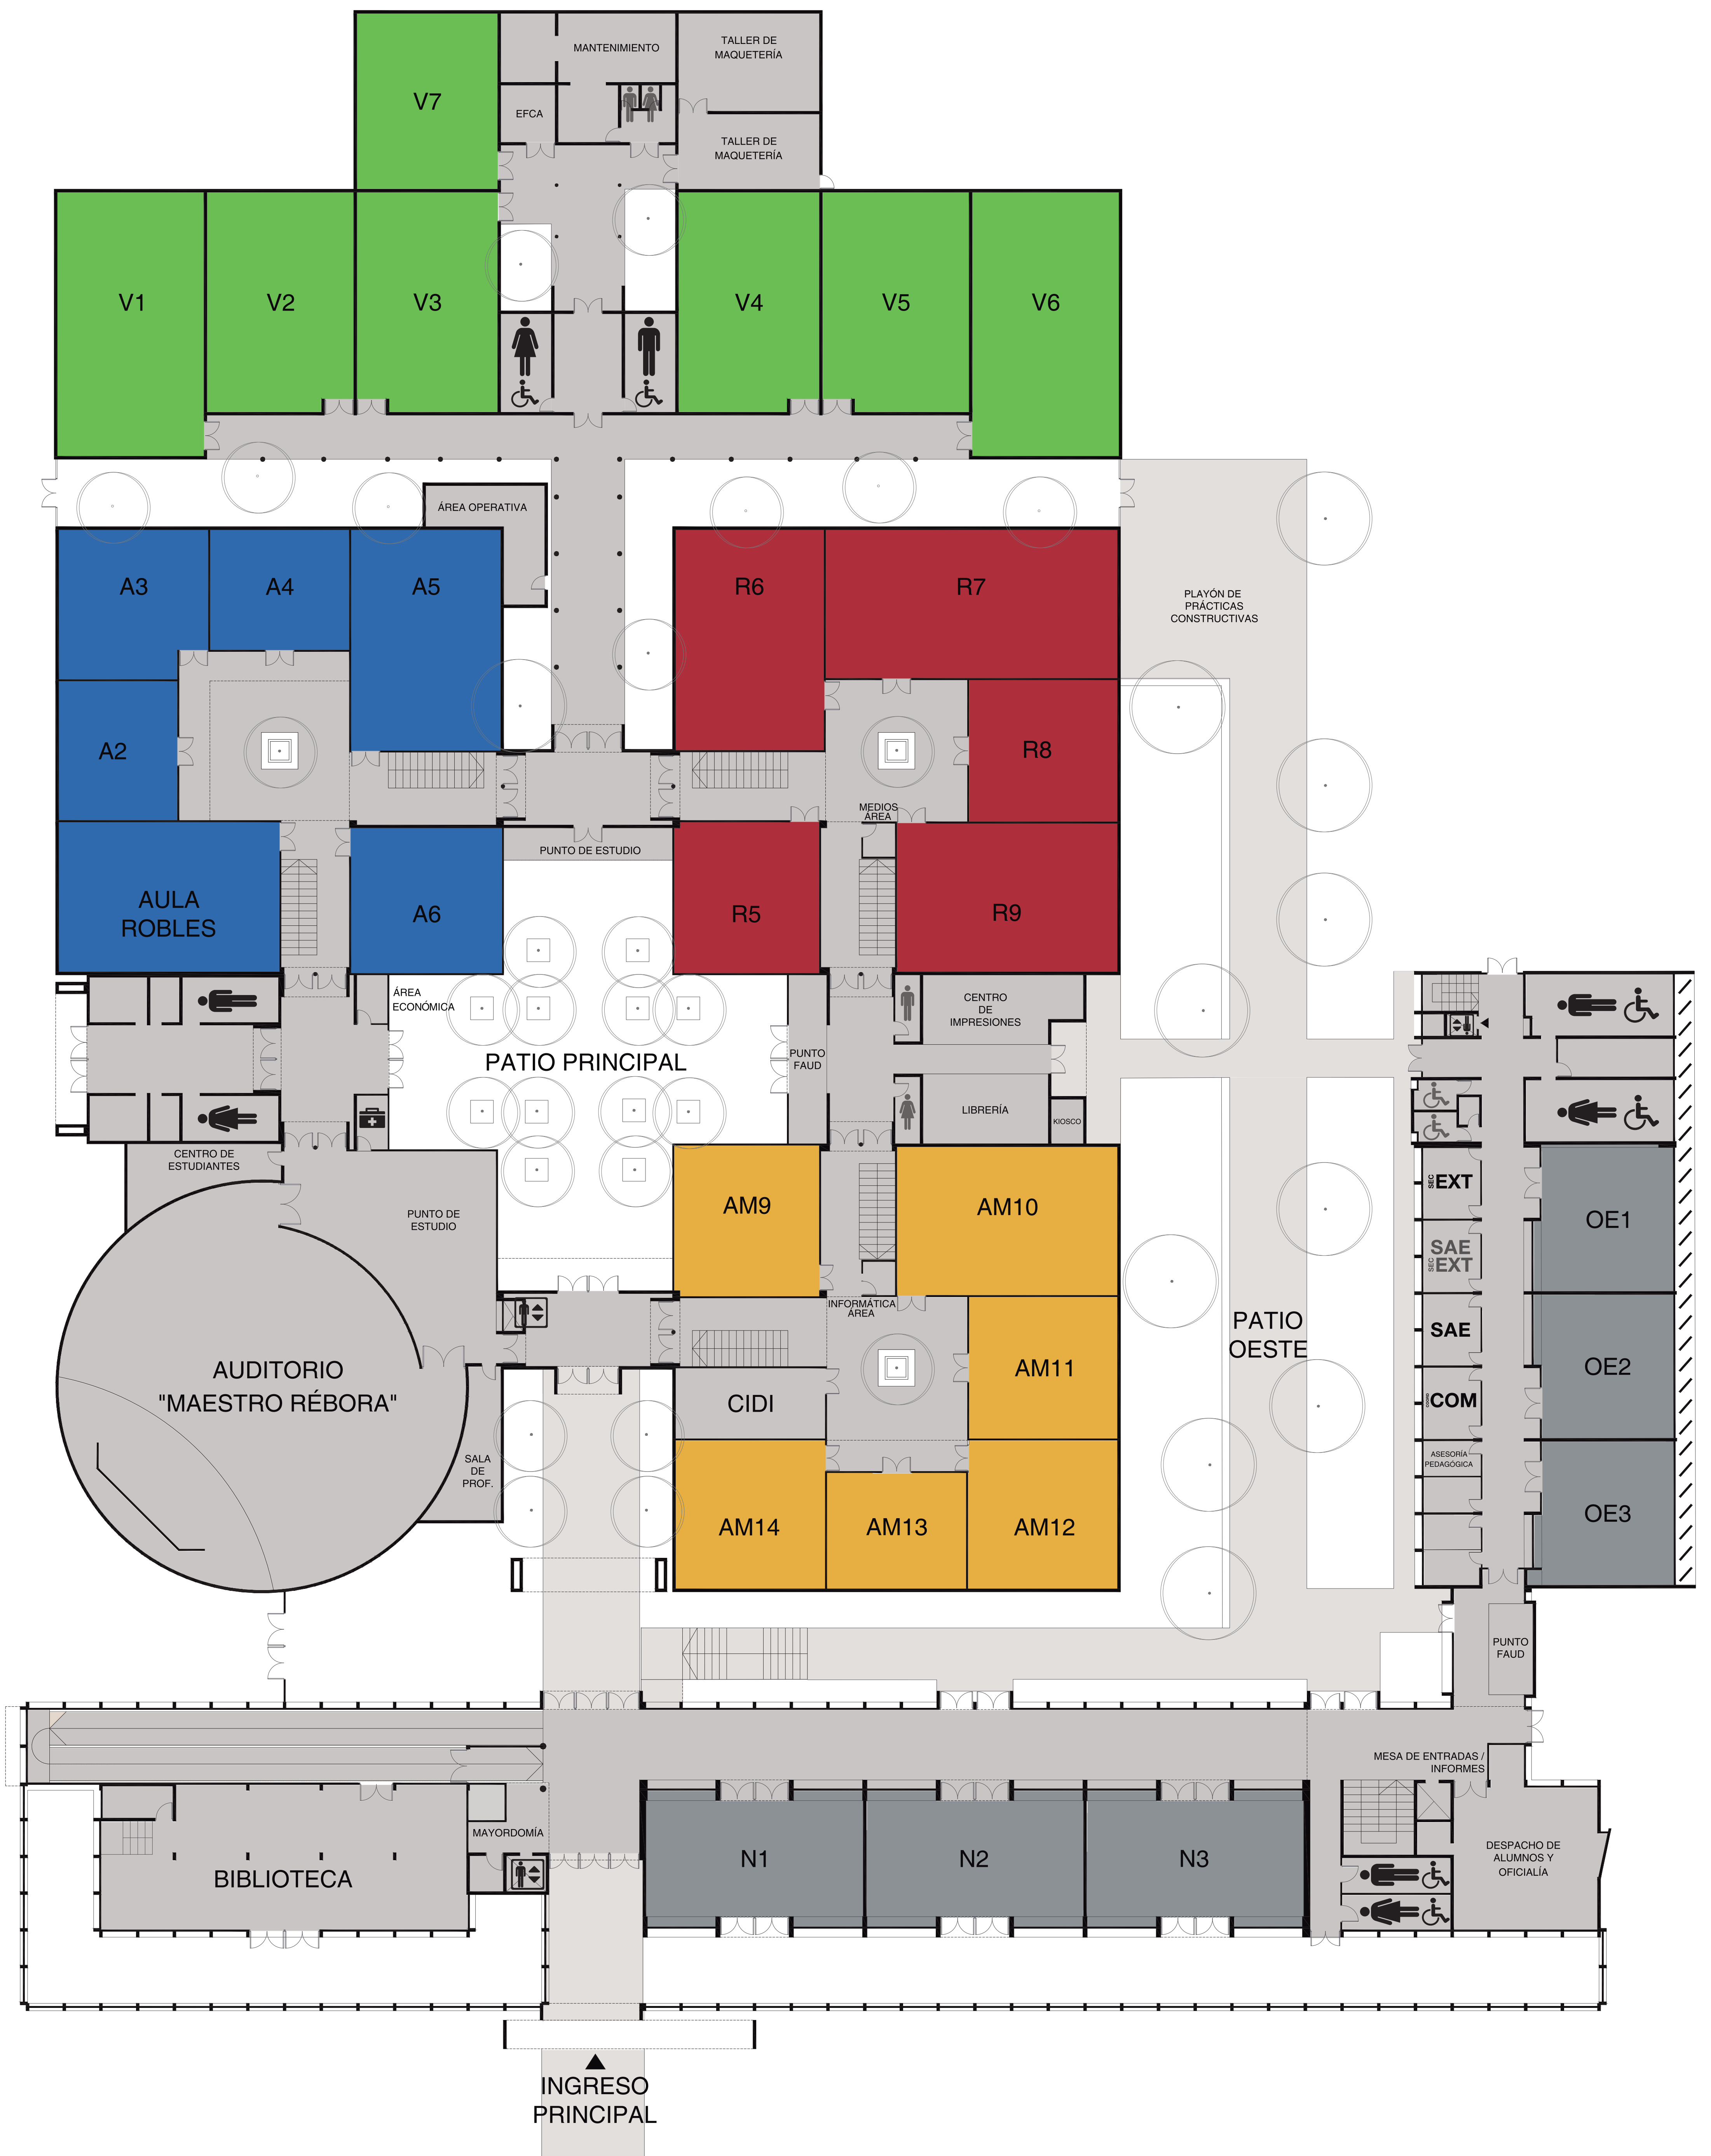 MANTENIMIENTO
TALLER DE
MAQUETERÍA
V7
EFCA
TALLER DE
MAQUETERÍA
V1
V2
V3
V4
V5
V6
ÁREA OPERATIVA
A3
A4
A5
R6
R7
PLAYÓN DE
PRÁCTICAS
CONSTRUCTIVAS
A2
R8
MEDIOS
ÁREA
PUNTO DE ESTUDIO
AULA
ROBLES
A6
R5
R9
ÁREA
ECONÓMICA
CENTRO
DE
IMPRESIONES
PATIO PRINCIPAL
PUNTO
FAUD
LIBRERÍA
KIOSCO
CENTRO DE
ESTUDIANTES
PUNTO DE
ESTUDIO
AM9
AM10
SEC
EXT
OE1
SAE
SEC
EXT
INFORMÁTICA
ÁREA
PATIO
OESTE
SAE
AUDITORIO
"MAESTRO RÉBORA"
AM11
OE2
CIDI
COM
SALA
DE
PROF.
ASESORÍA
PEDAGÓGICA
AM14
AM13
AM12
OE3
PUNTO
FAUD
MESA DE ENTRADAS /
INFORMES
MAYORDOMÍA
BIBLIOTECA
N1
N2
N3
DESPACHO DE
ALUMNOS Y
OFICIALÍA
INGRESO
PRINCIPAL